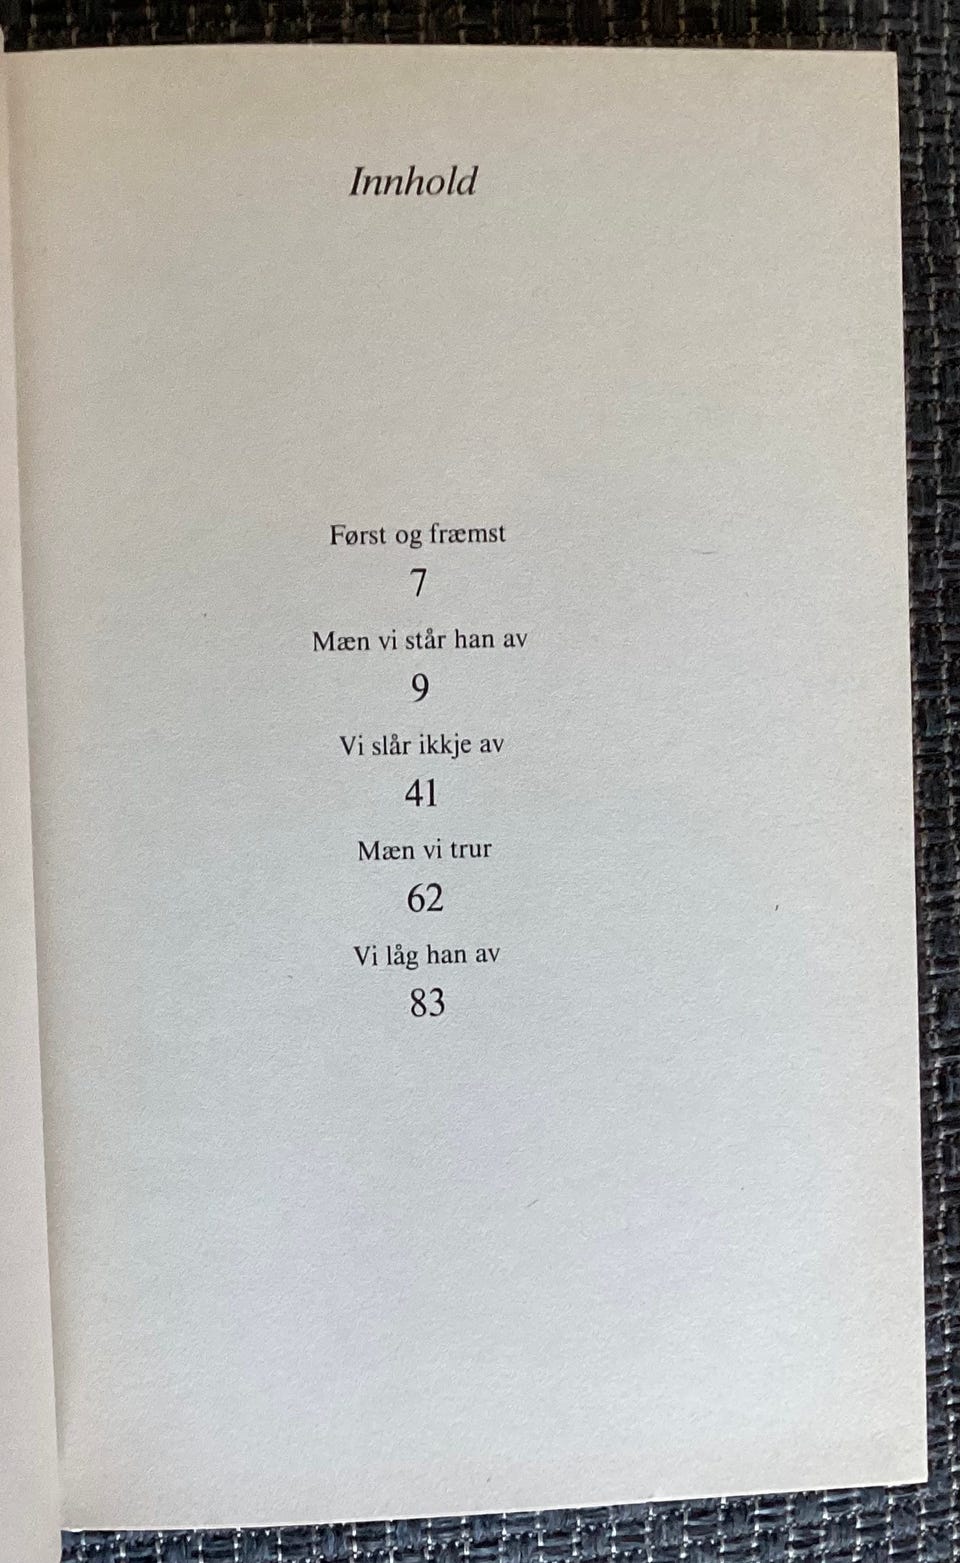 Innhold
Først og fræmst
7
Mæn vi står han av
9
Vi slår ikkje av
41
Mæn vi trur
62
Vi låg han av
83